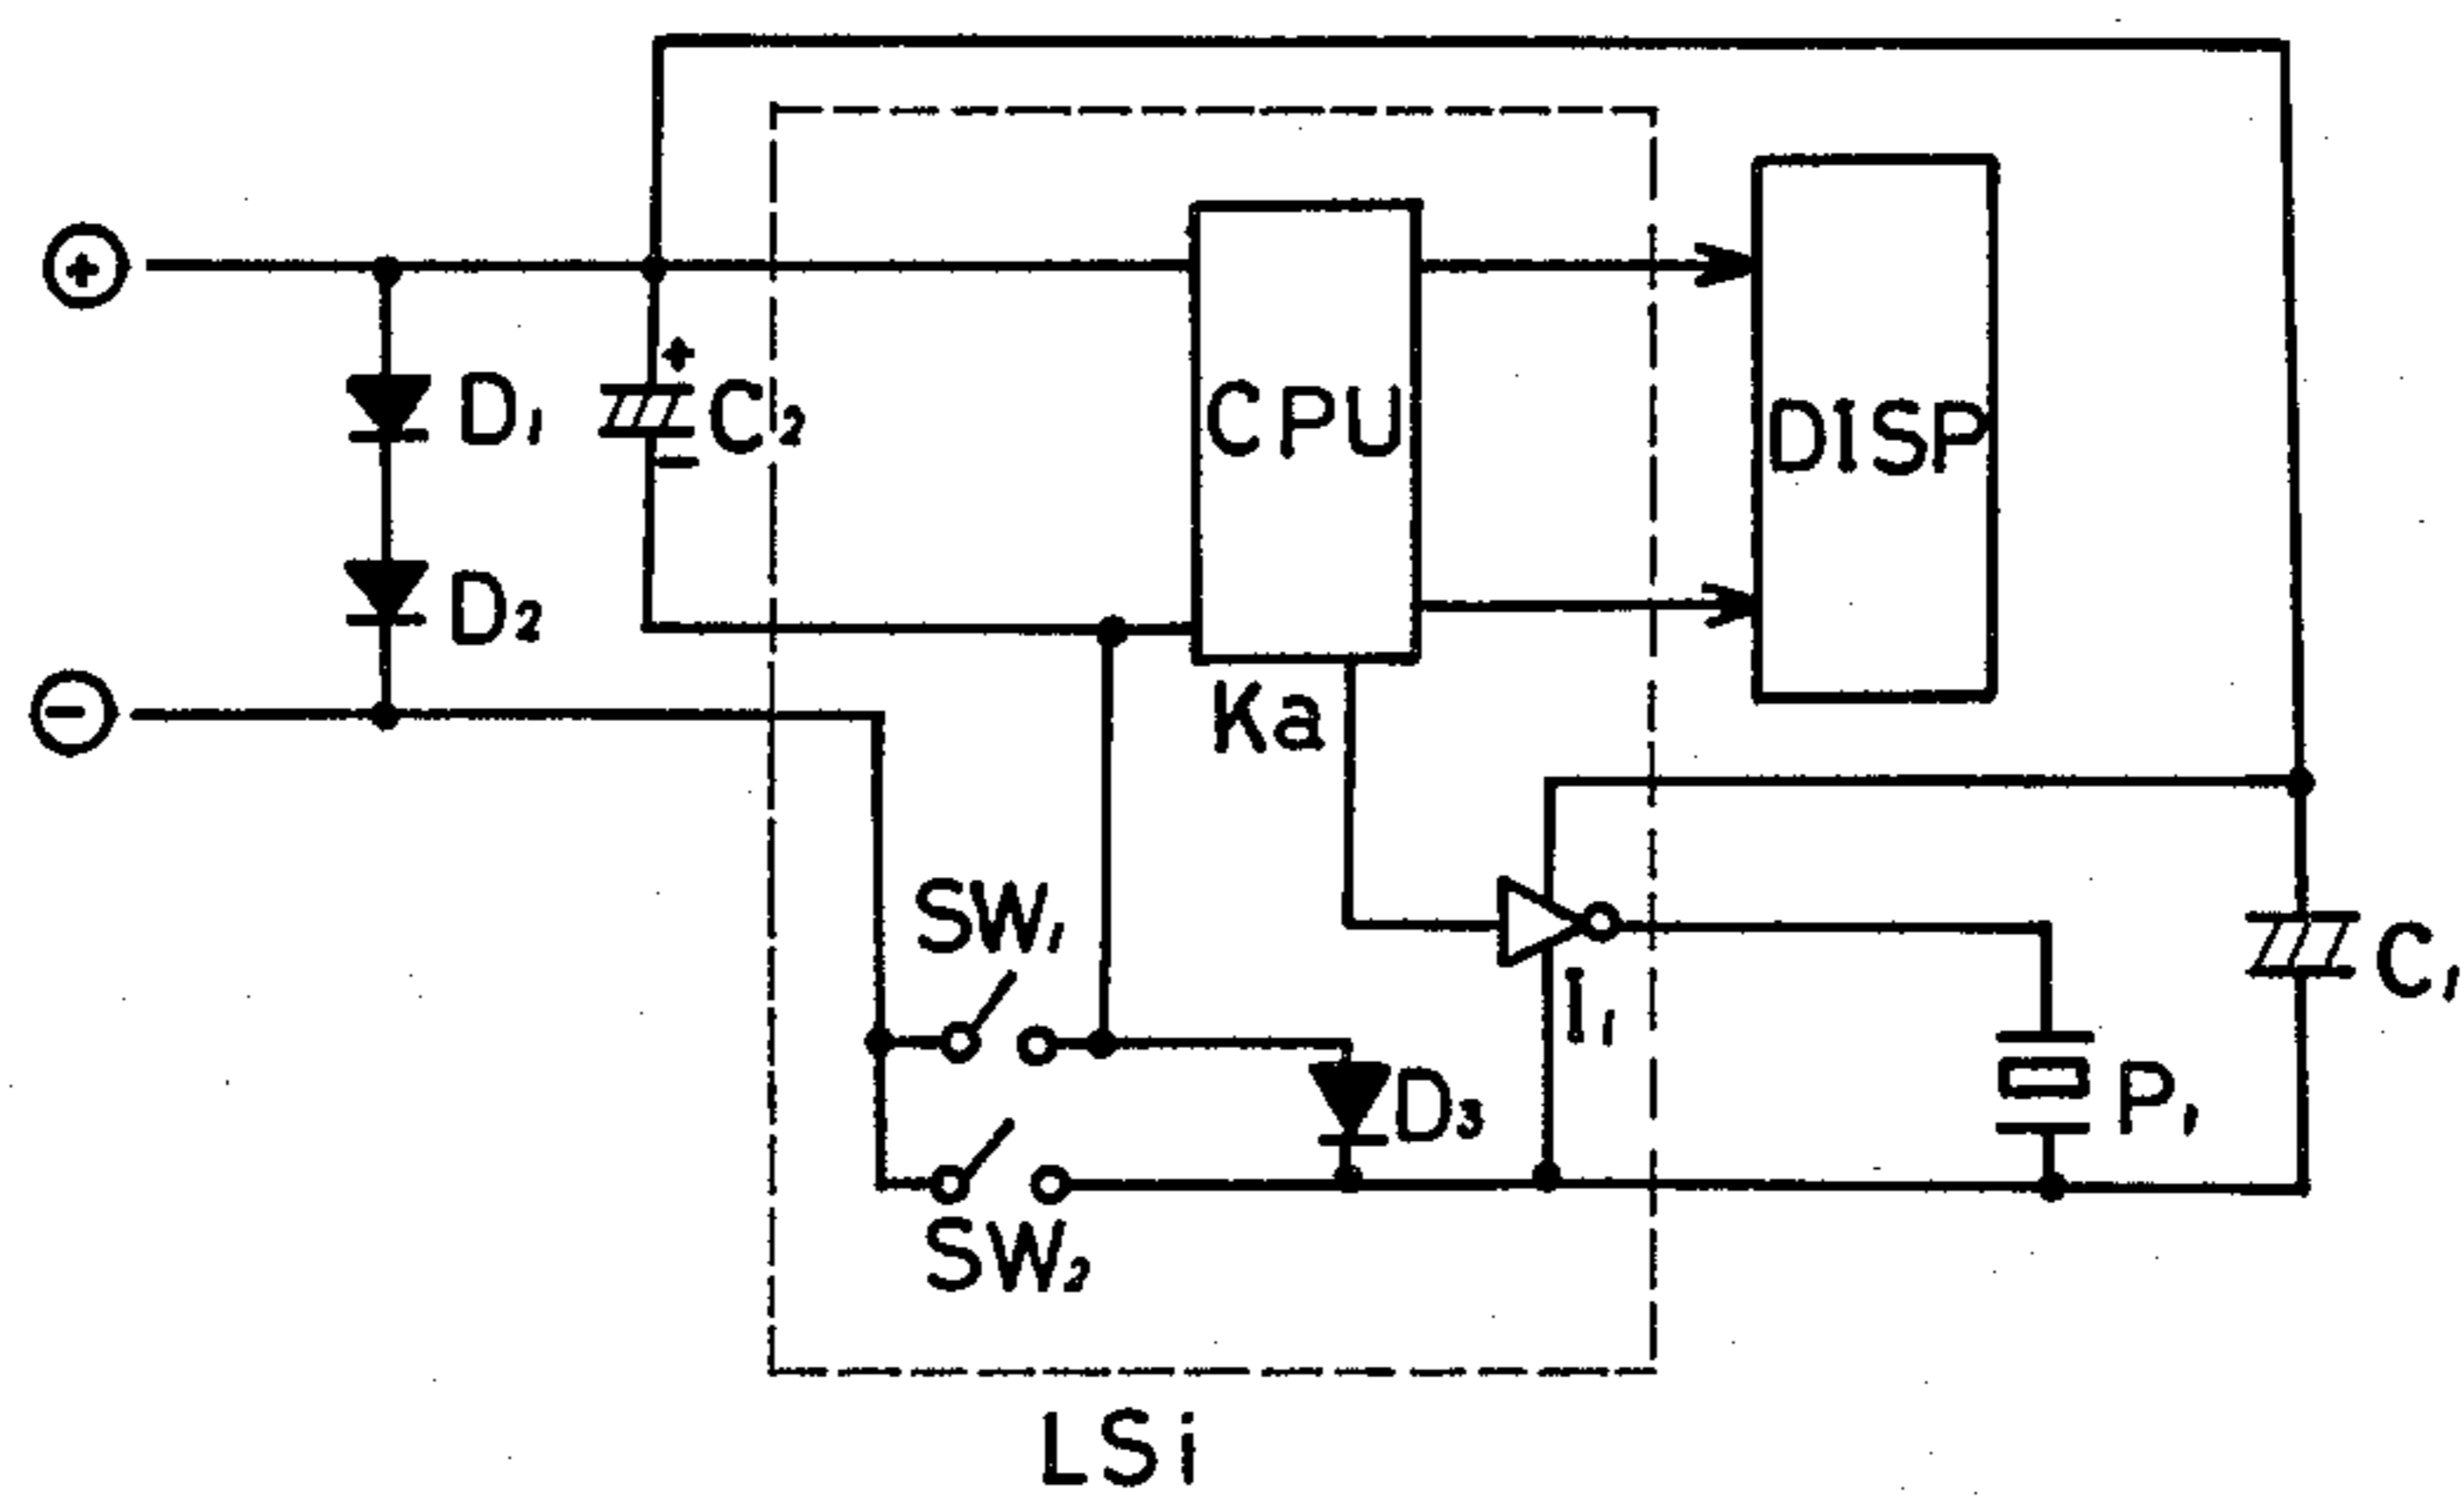 +
D1
+
C2
−
CPU
DISP
D2
−
Ka
SW1
I1
C1
D3
P1
SW2
LSi